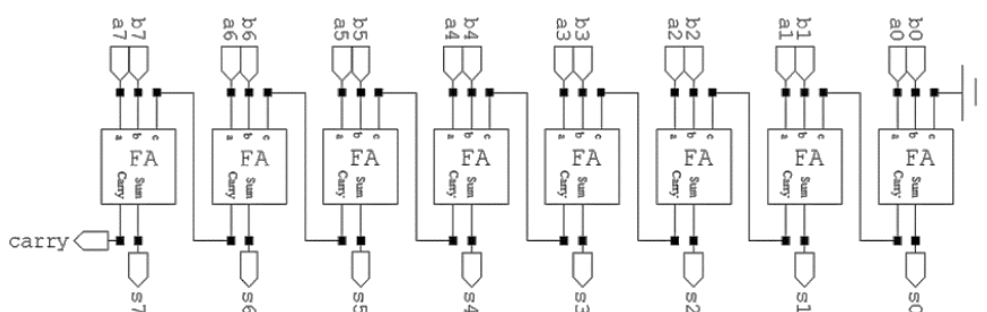 a7 b7 a6 b6 a5 b5 a4 b4 a3 b3 a2 b2 a1 b1 a0 b0
a b c a b c a b c a b c a b c a b c a b c a b c
FA FA FA FA FA FA FA FA
Carry Sum Carry Sum Carry Sum Carry Sum Carry Sum Carry Sum Carry Sum Carry Sum
carry
s7 s6 s5 s4 s3 s2 s1 s0